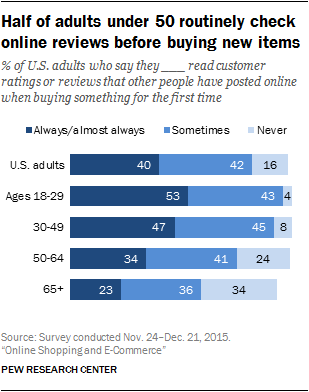 Half of adults under 50 routinely check
online reviews before buying new items
% of U.S. adults who say they ___ read customer
ratings or reviews that other people have posted online
when buying something for the first time
Always/almost always Sometimes Never
U.S. adults 40 42 16
Ages 18-29 53 43 4
30-49 47 45 8
50-64 34 41 24
65+ 23 36 34
Source: Survey conducted Nov. 24–Dec. 21, 2015.
“Online Shopping and E-Commerce”
PEW RESEARCH CENTER